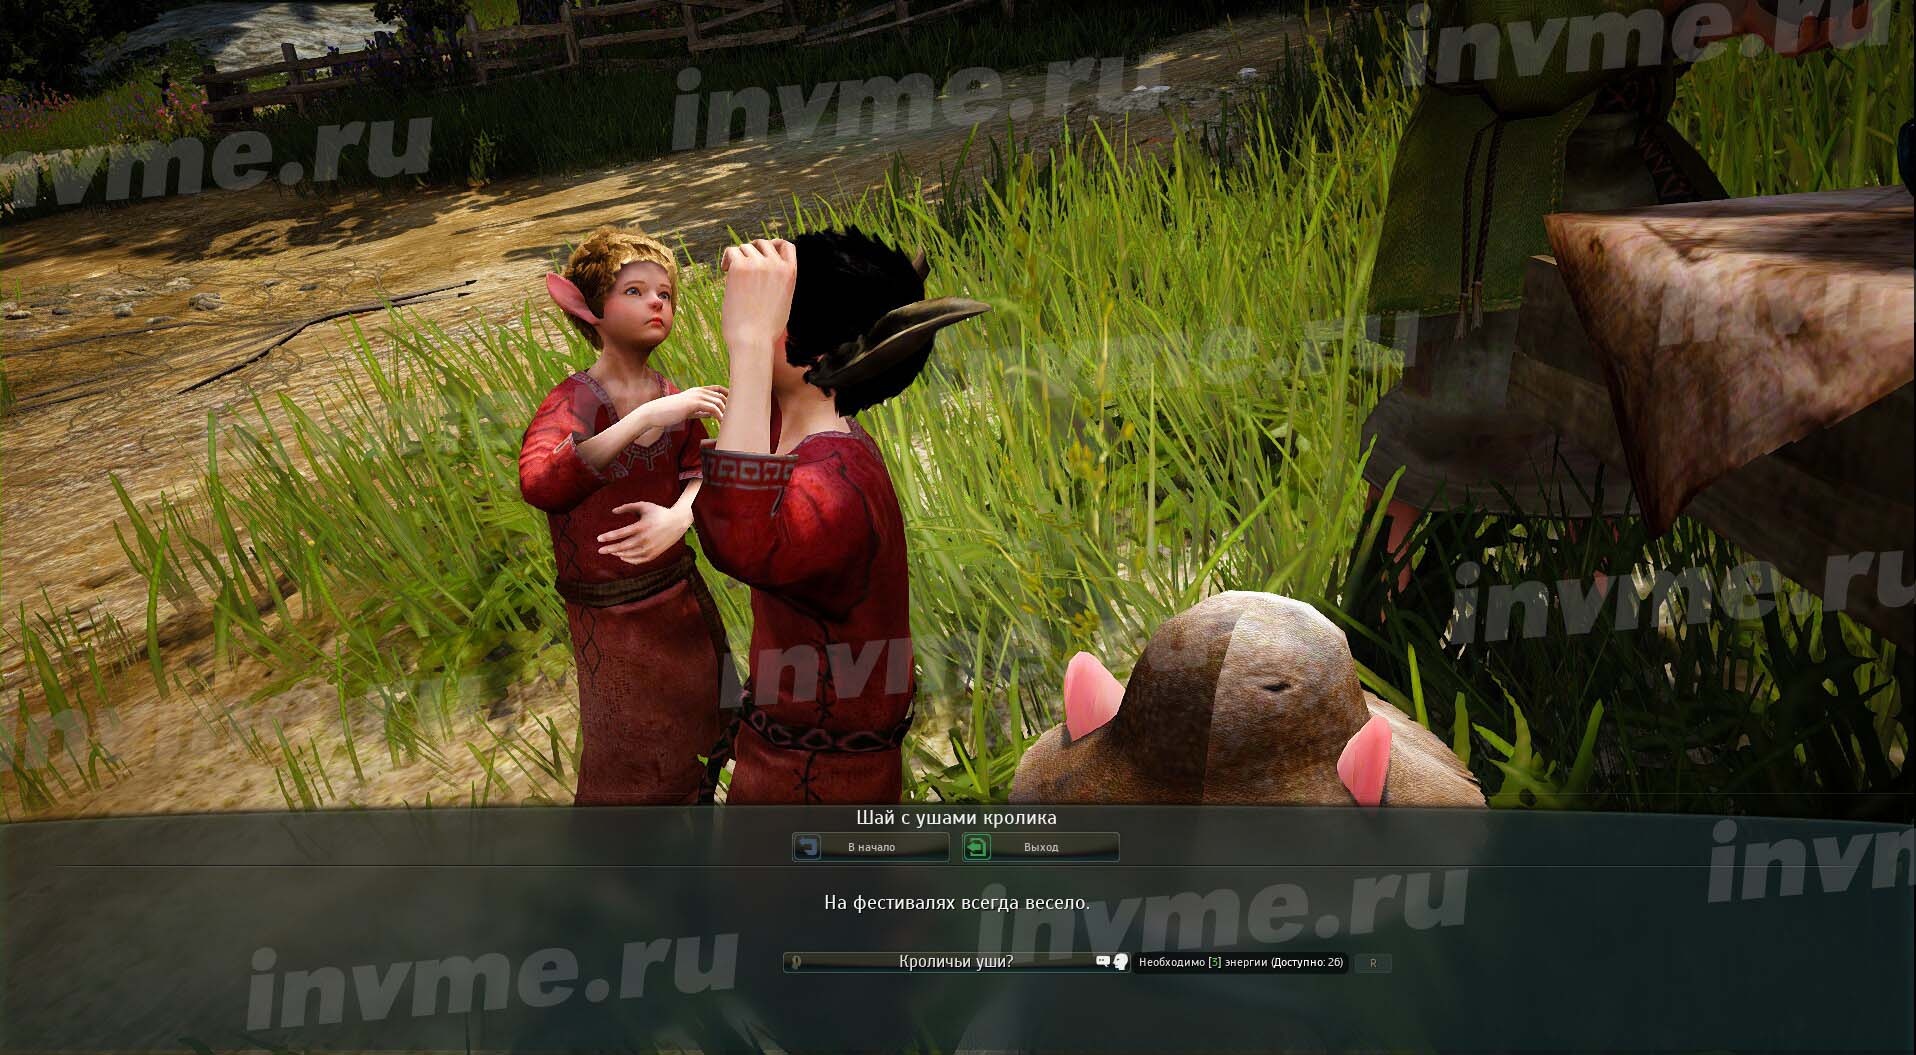 invme.ru
invme.ru
nvme.ru
invme.ru
Шай с ушами кролика
В начало
Выход
На фестивалях всегда весело.
invme.ru
invme.ru
Кроличьи уши?
Необходимо [3] энергии (Доступно: 26)
R